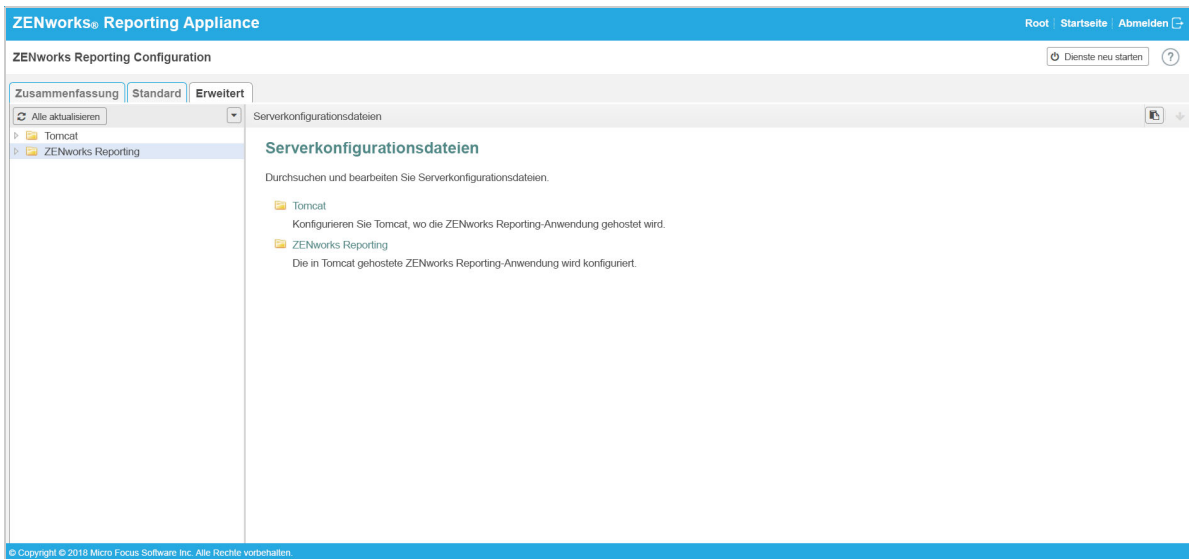 ZENworks® Reporting Appliance
Root | Startseite | Abmelden
ZENworks Reporting Configuration
Dienste neu starten
?
Zusammenfassung Standard Erweitert
Alle aktualisieren
Serverkonfigurationsdateien
Tomcat
ZENworks Reporting
Serverkonfigurationsdateien
Durchsuchen und bearbeiten Sie Serverkonfigurationsdateien.
Tomcat
Konfigurieren Sie Tomcat, wo die ZENworks Reporting-Anwendung gehostet wird.
ZENworks Reporting
Die in Tomcat gehostete ZENworks Reporting-Anwendung wird konfiguriert.
© Copyright © 2018 Micro Focus Software Inc. Alle Rechte vorbehalten.